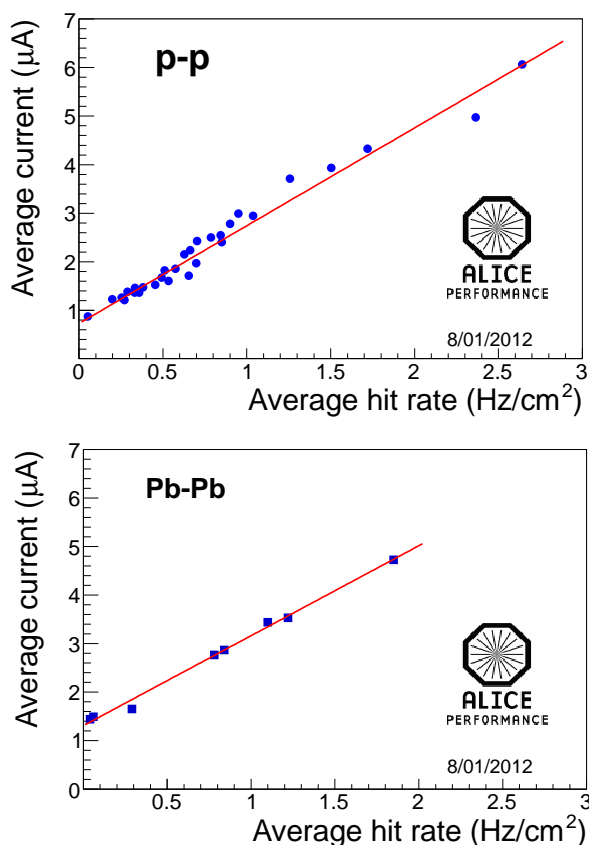 7
6
5
4
3
2
1
Average current (μA)
p-p
ALICE
PERFORMANCE
8/01/2012
0 0.5 1 1.5 2 2.5 3
Average hit rate (Hz/cm²)
7
6
5
4
3
2
1
0
Average current (μA)
Pb-Pb
ALICE
PERFORMANCE
8/01/2012
0.5 1 1.5 2 2.5 3
Average hit rate (Hz/cm²)